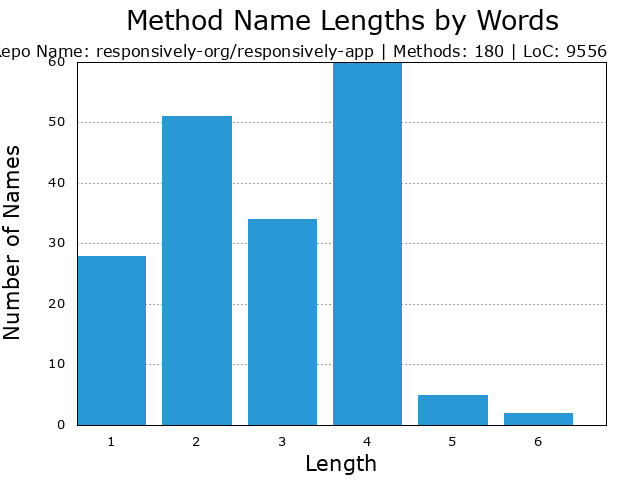 Method Name Lengths by Words
epo Name: responsively-org/responsively-app | Methods: 180 | LoC: 9556
60
50
40
30
20
10
0
Number of Names
1 2 3 4 5 6
Length